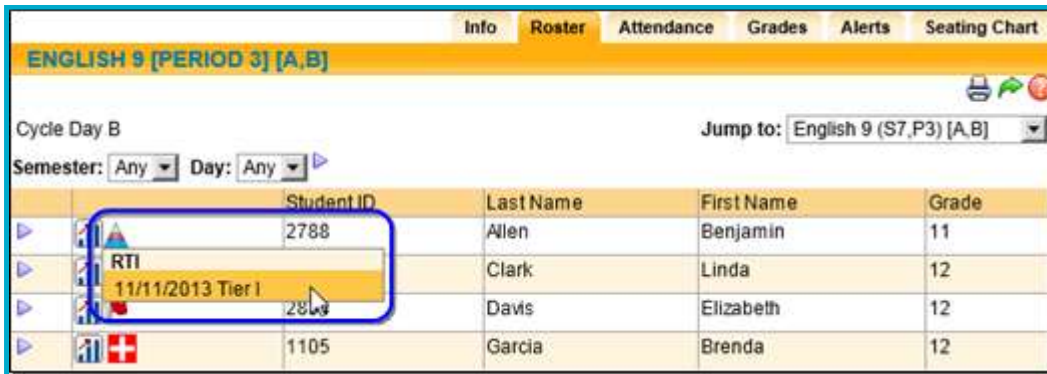 Info Roster Attendance Grades Alerts Seating Chart
ENGLISH 9 [PERIOD 3] [A,B]
Cycle Day B Jump to: English 9 (S7,P3) [A,B]
Semester: Any Day: Any
Student ID Last Name First Name Grade
2788 Allen Benjamin 11
RTI
Clark Linda 12
11/11/2013 Tier I
Davis Elizabeth 12
1105 Garcia Brenda 12